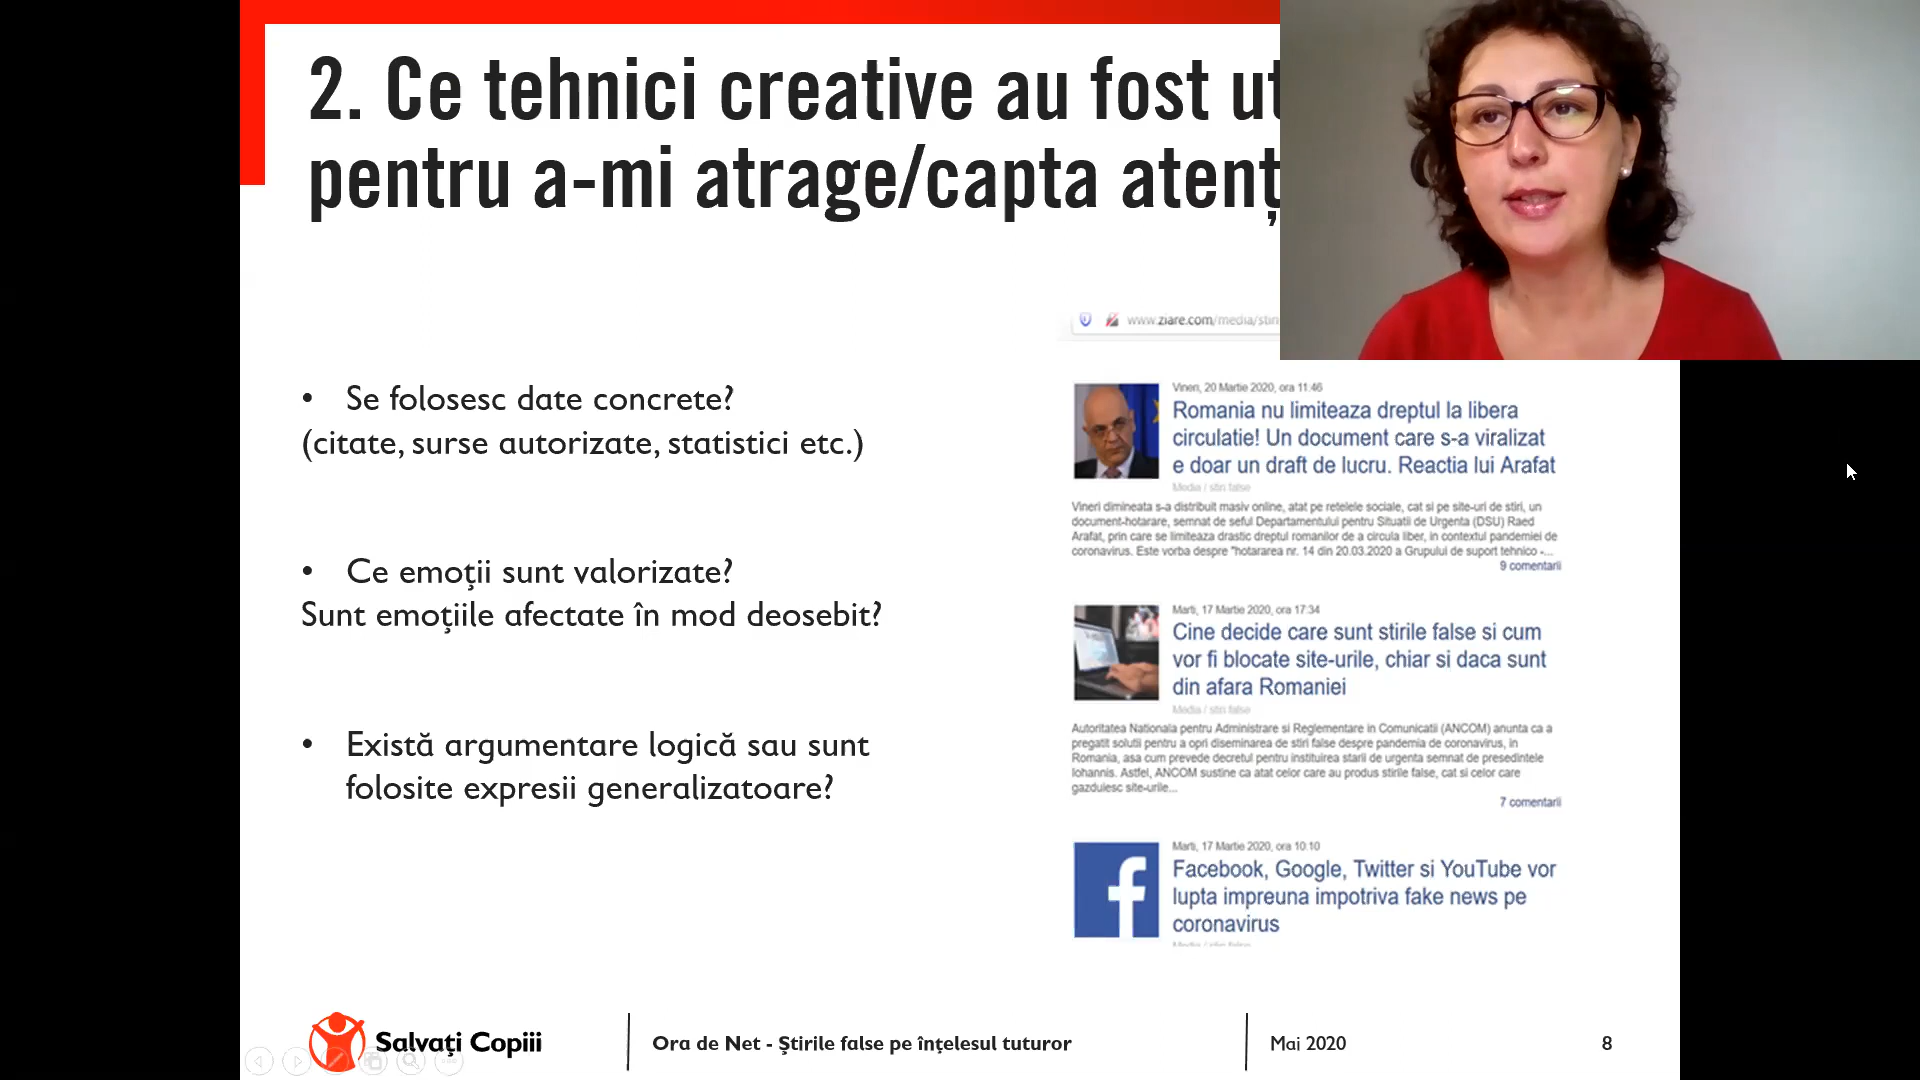 2. Ce tehnici creative au fost ut
pentru a-mi atrage/capta atenț
• Se folosesc date concrete?
(citate, surse autorizate, statistici etc.)
• Ce emoții sunt valorizate?
Sunt emoțiile afectate în mod deosebit?
• Există argumentare logică sau sunt
folosite expresii generalizatoare?
www.ziare.com/media/stiri
Vineri, 20 Martie 2020, ora 11:46
Romania nu limiteaza dreptul la libera
circulatie! Un document care s-a viralizat
e doar un draft de lucru. Reactia lui Arafat
Media / stiri false
Vineri dimineata s-a distribuit masiv online, atat pe retelele sociale, cat si pe site-uri de stiri, un
document-hotarare, semnat de seful Departamentului pentru Situatii de Urgenta (DSU) Raed
Arafat, prin care se limiteaza drastic dreptul romanilor de a circula liber, in contextul pandemiei de
coronavirus. Este vorba despre "hotararea nr. 14 din 20.03.2020 a Grupului de suport tehnico -...
9 comentarii
Marti, 17 Martie 2020, ora 17:34
Cine decide care sunt stirile false si cum
vor fi blocate site-urile, chiar si daca sunt
din afara Romaniei
Media / stiri false
Autoritatea Nationala pentru Administrare si Reglementare in Comunicatii (ANCOM) anunta ca a
pregatit solutii pentru a opri diseminarea de stiri false despre pandemia de coronavirus, in
Romania, asa cum prevede decretul pentru instituirea starii de urgenta semnat de presedintele
Iohannis. Astfel, ANCOM sustine ca atat celor care au produs stirile false, cat si celor care
gazduiesc site-urile...
7 comentarii
Marti, 17 Martie 2020, ora 10:10
Facebook, Google, Twitter si YouTube vor
lupta impreuna impotriva fake news pe
coronavirus
Salvați Copiii
Ora de Net - Știrile false pe înțelesul tuturor
Mai 2020
8